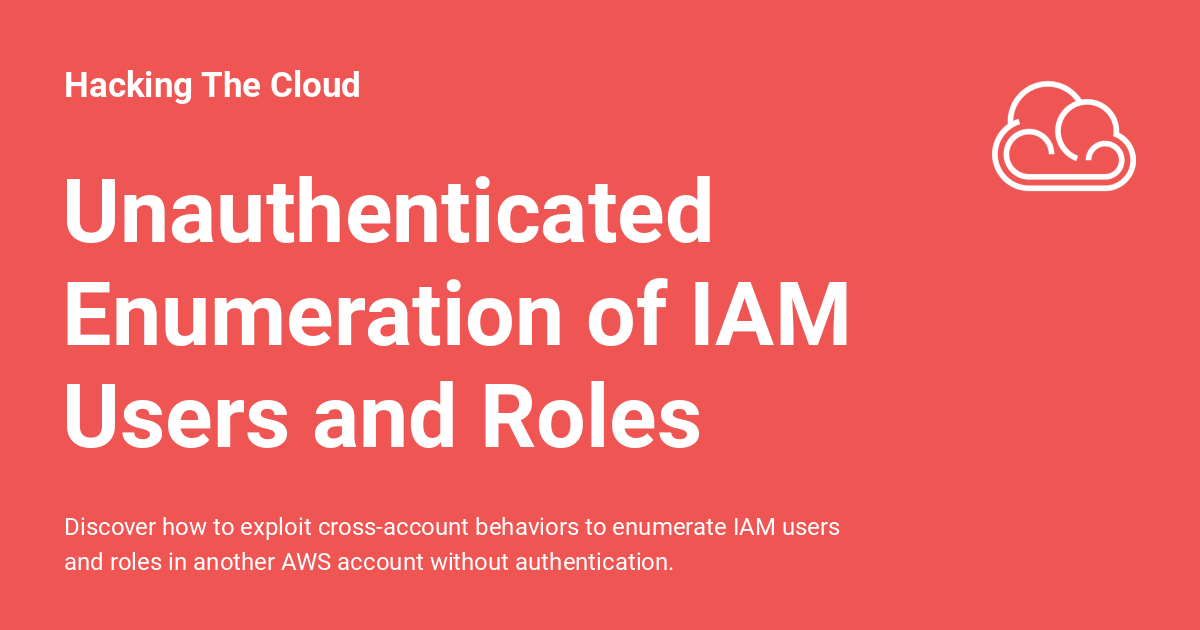 Hacking The Cloud
Unauthenticated
Enumeration of IAM
Users and Roles
Discover how to exploit cross-account behaviors to enumerate IAM users
and roles in another AWS account without authentication.